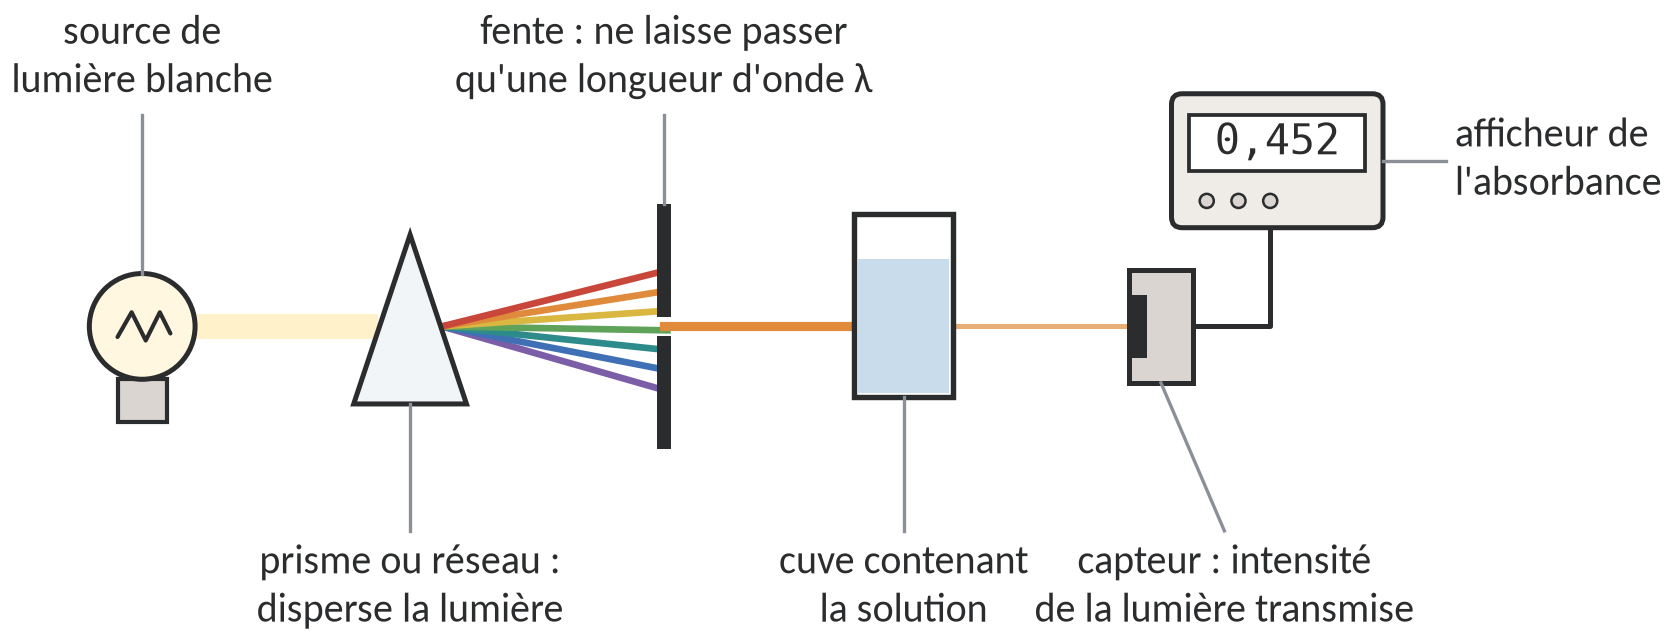 source de
lumière blanche
fente : ne laisse passer
qu'une longueur d'onde λ
0,452
afficheur de
l'absorbance
prisme ou réseau :
disperse la lumière
cuve contenant
la solution
capteur : intensité
de la lumière transmise